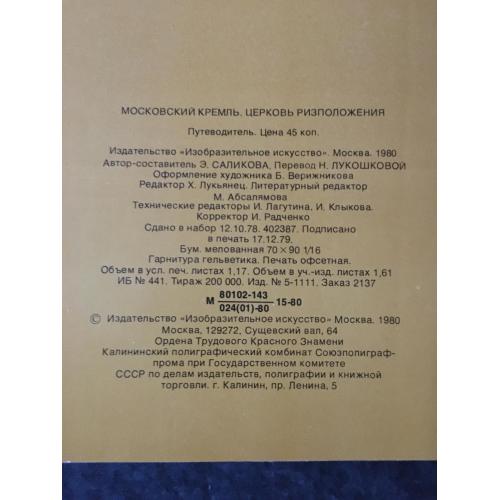 МОСКОВСКИЙ КРЕМЛЬ. ЦЕРКОВЬ РИЗПОЛОЖЕНИЯ
Путеводитель. Цена 45 коп.
Издательство «Изобразительное искусство». Москва. 1980
Автор-составитель Э. САЛИКОВА, Перевод Н. ЛУКОШКОВОЙ
Оформление художника Б. Верижникова
Редактор Х. Лукьянец. Литературный редактор
М. Абсалямова
Технические редакторы И. Лагутина, И. Клыкова.
Корректор И. Радченко
Сдано в набор 12.10.78. 402387. Подписано
в печать 17.12.79.
Бум. мелованная 70×90 1/16
Гарнитура гельветика. Печать офсетная.
Объем в усл. печ. листах 1,17. Объем в уч.-изд. листах 1,61
ИБ № 441. Тираж 200 000. Изд. № 5-1111. Заказ 2137
М 80102-143 15-80
024(01)-80
© Издательство «Изобразительное искусство» Москва. 1980
Москва, 129272, Сущевский вал, 64
Ордена Трудового Красного Знамени
Калининский полиграфический комбинат Союзполиграф-
прома при Государственном комитете
СССР по делам издательств, полиграфии и книжной
торговли. г. Калинин, пр. Ленина, 5